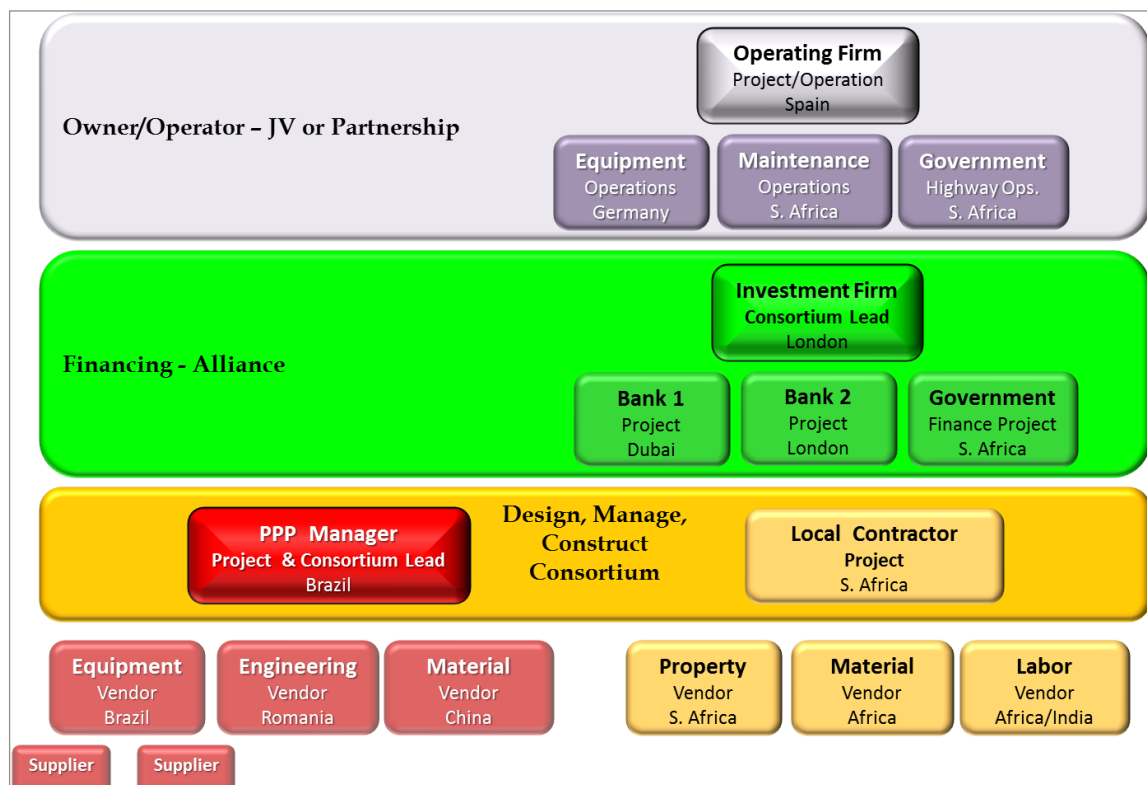 Operating Firm
Project/Operation
Spain
Owner/Operator – JV or Partnership
Equipment
Operations
Germany
Maintenance
Operations
S. Africa
Government
Highway Ops.
S. Africa
Investment Firm
Consortium Lead
London
Financing - Alliance
Bank 1
Project
Dubai
Bank 2
Project
London
Government
Finance Project
S. Africa
PPP Manager
Project & Consortium Lead
Brazil
Design, Manage,
Construct
Consortium
Local Contractor
Project
S. Africa
Equipment
Vendor
Brazil
Engineering
Vendor
Romania
Material
Vendor
China
Property
Vendor
S. Africa
Material
Vendor
Africa
Labor
Vendor
Africa/India
Supplier
Supplier